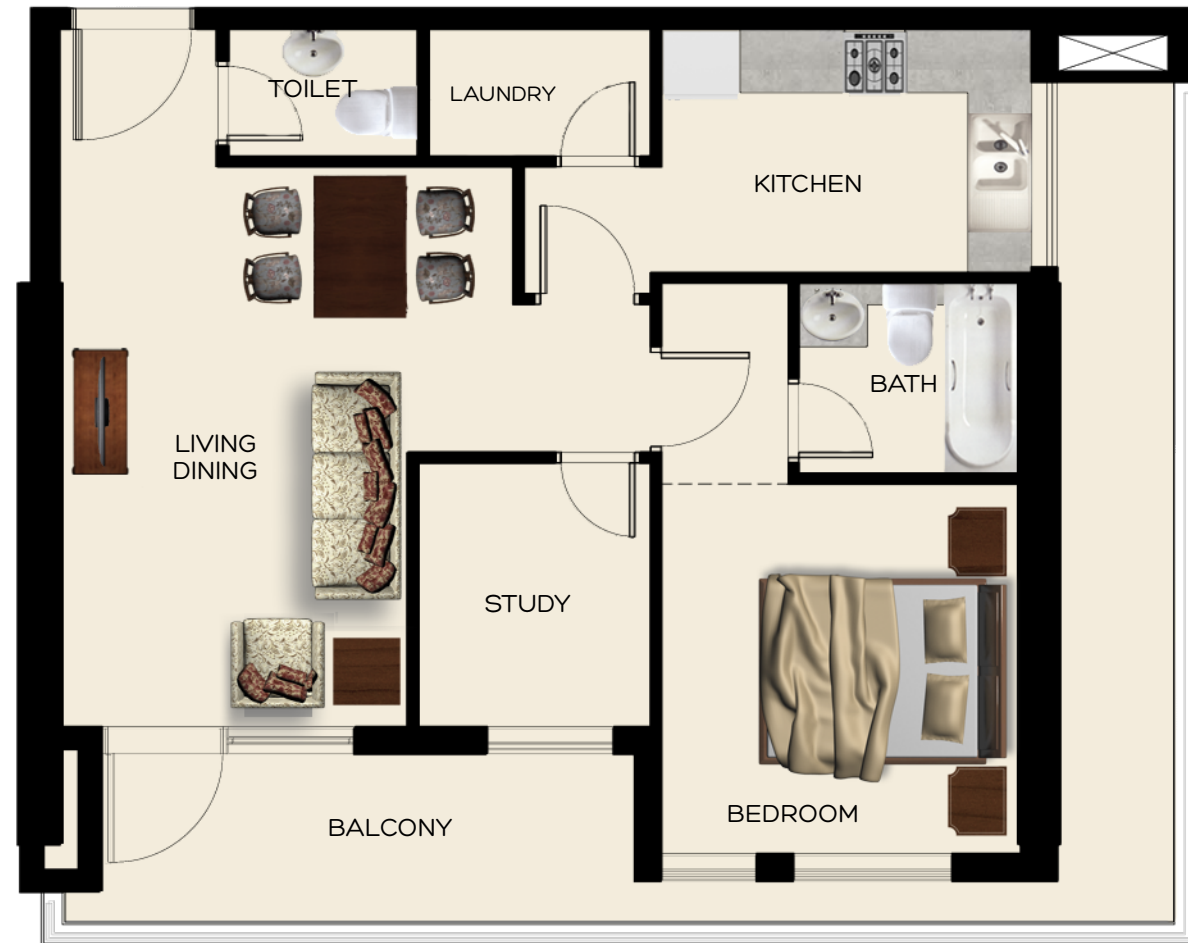 TOILET
LAUNDRY
KITCHEN
BATH
LIVING
DINING
STUDY
BEDROOM
BALCONY